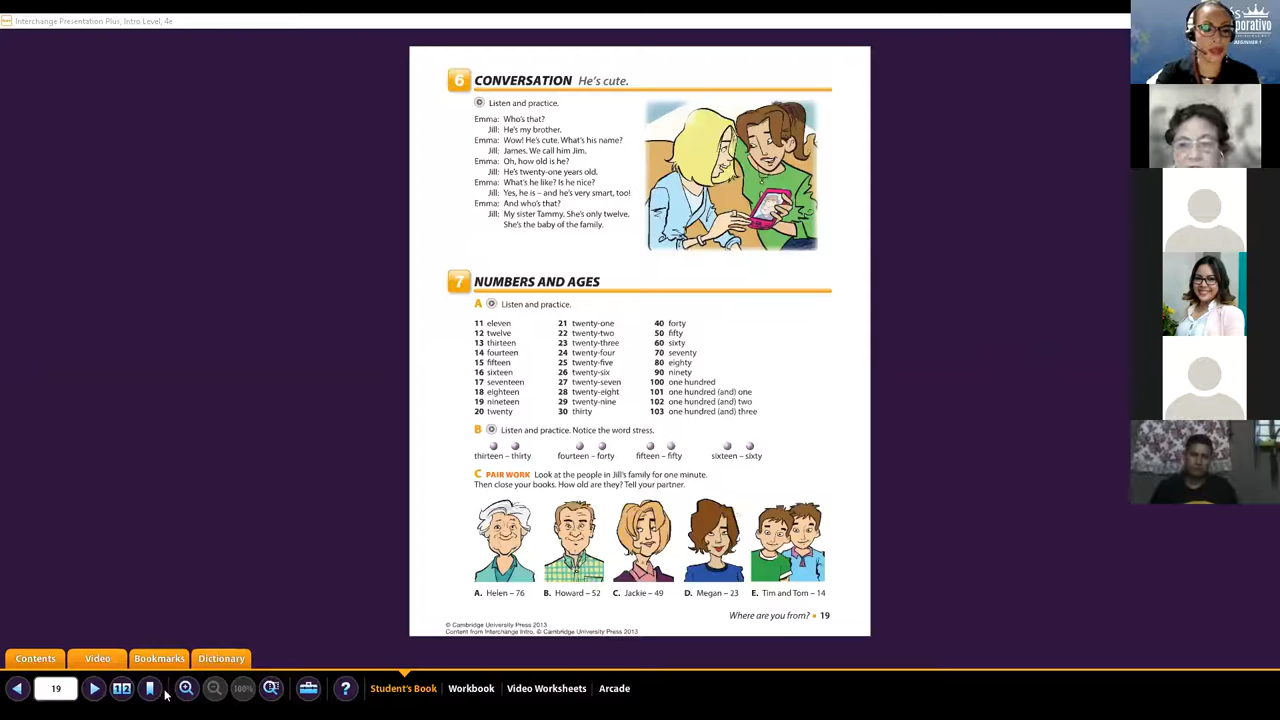 Interchange Presentation Plus, Intro Level, 4e
6 CONVERSATION He's cute.
Listen and practice.
Emma: Who's that?
Jill: He's my brother.
Emma: Wow! He's cute. What's his name?
Jill: James. We call him Jim.
Emma: Oh, how old is he?
Jill: He's twenty-one years old.
Emma: What's he like? Is he nice?
Jill: Yes, he is – and he's very smart, too!
Emma: And who's that?
Jill: My sister Tammy. She's only twelve.
She's the baby of the family.
7 NUMBERS AND AGES
A Listen and practice.
11 eleven 21 twenty-one 40 forty
12 twelve 22 twenty-two 50 fifty
13 thirteen 23 twenty-three 60 sixty
14 fourteen 24 twenty-four 70 seventy
15 fifteen 25 twenty-five 80 eighty
16 sixteen 26 twenty-six 90 ninety
17 seventeen 27 twenty-seven 100 one hundred
18 eighteen 28 twenty-eight 101 one hundred (and) one
19 nineteen 29 twenty-nine 102 one hundred (and) two
20 twenty 30 thirty 103 one hundred (and) three
B Listen and practice. Notice the word stress.
thirteen – thirty fourteen – forty fifteen – fifty sixteen – sixty
C PAIR WORK Look at the people in Jill's family for one minute.
Then close your books. How old are they? Tell your partner.
A. Helen – 76 B. Howard – 52 C. Jackie – 49 D. Megan – 23 E. Tim and Tom – 14
Where are you from? 19
© Cambridge University Press 2013
Content from Interchange Intro, © Cambridge University Press 2013
Contents Video Bookmarks Dictionary
19 1 2 100% ? Student's Book Workbook Video Worksheets Arcade
porativo
BEGINNER 1